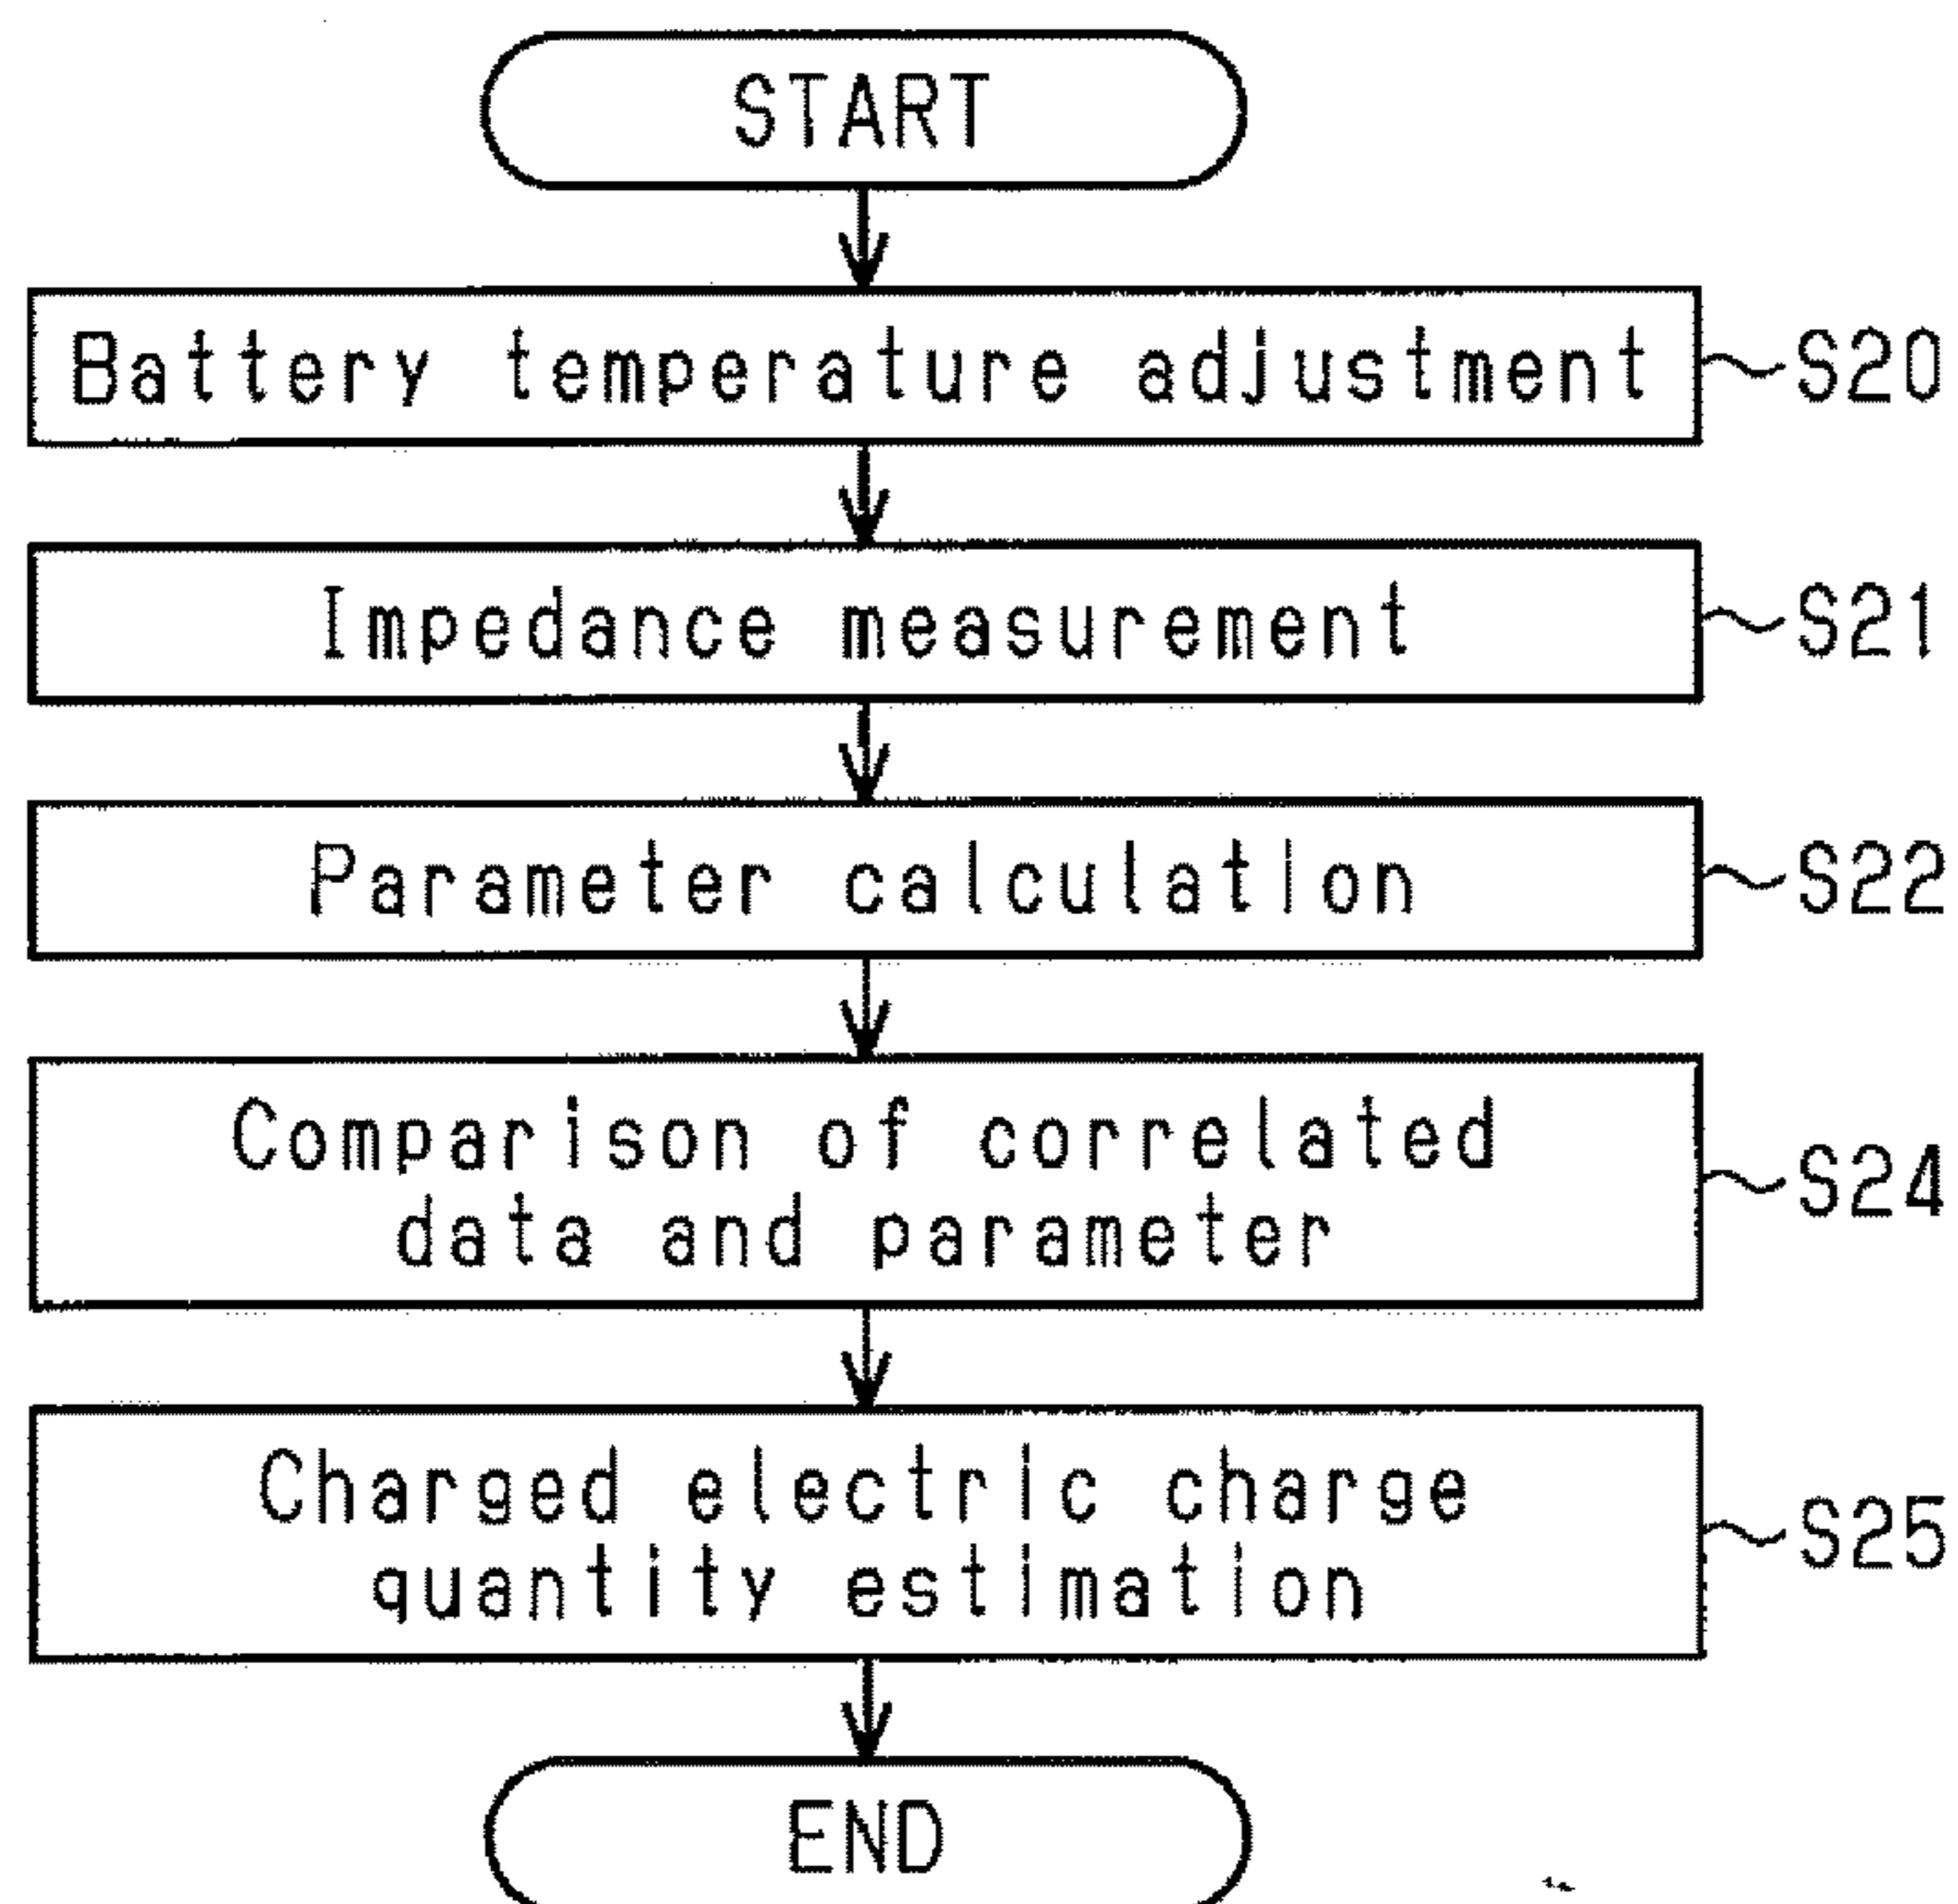 START
Battery temperature adjustment
S20
Impedance measurement
S21
Parameter calculation
S22
Comparison of correlated
data and parameter
S24
Charged electric charge
quantity estimation
S25
END